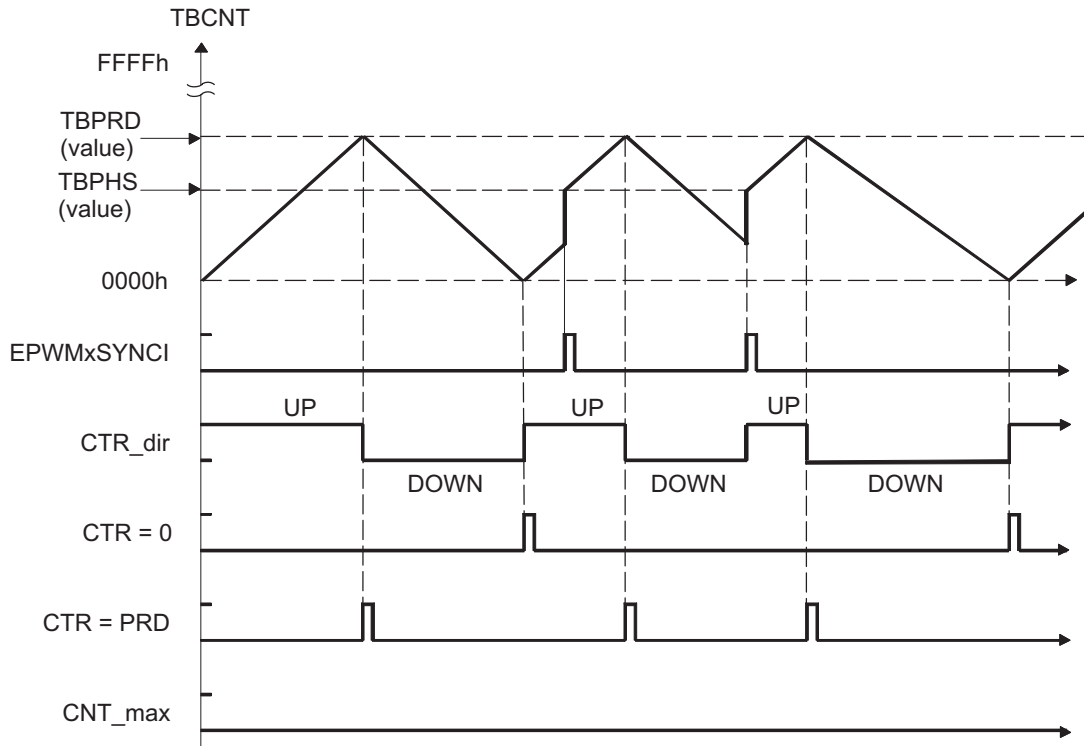 TBCNT
FFFFh
TBPRD
(value)
TBPHS
(value)
0000h
EPWMxSYNCI
UP
UP
UP
CTR_dir
DOWN
DOWN
DOWN
CTR = 0
CTR = PRD
CNT_max